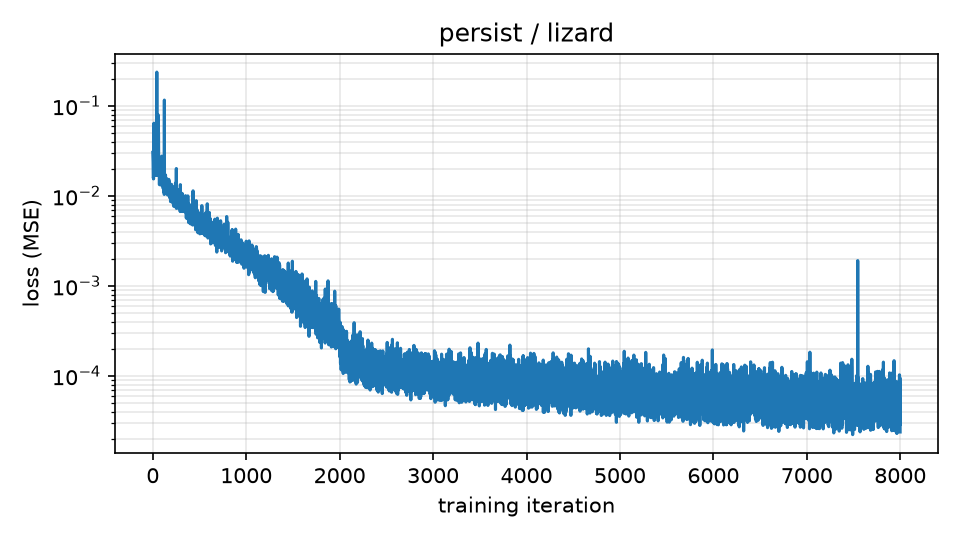 persist / lizard
10⁻¹
10⁻²
10⁻³
10⁻⁴
loss (MSE)
0 1000 2000 3000 4000 5000 6000 7000 8000
training iteration